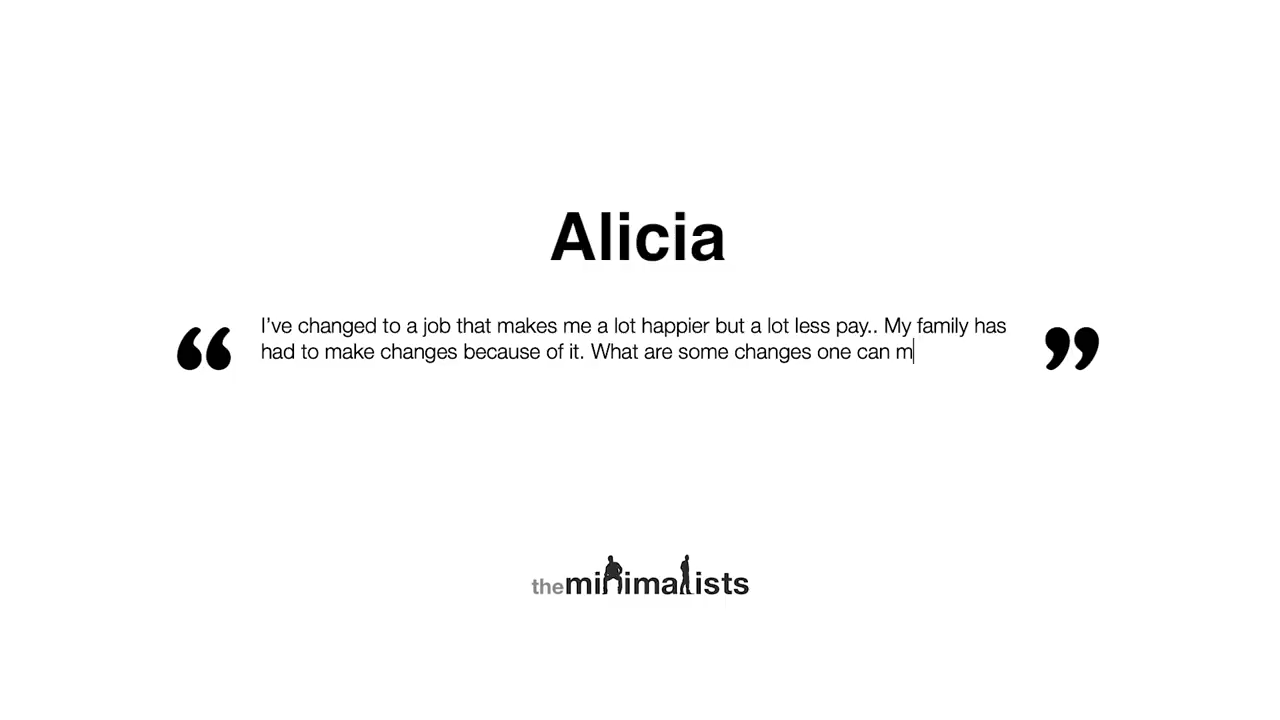 Alicia
“ I’ve changed to a job that makes me a lot happier but a lot less pay.. My family has ”
had to make changes because of it. What are some changes one can m
theminimalists